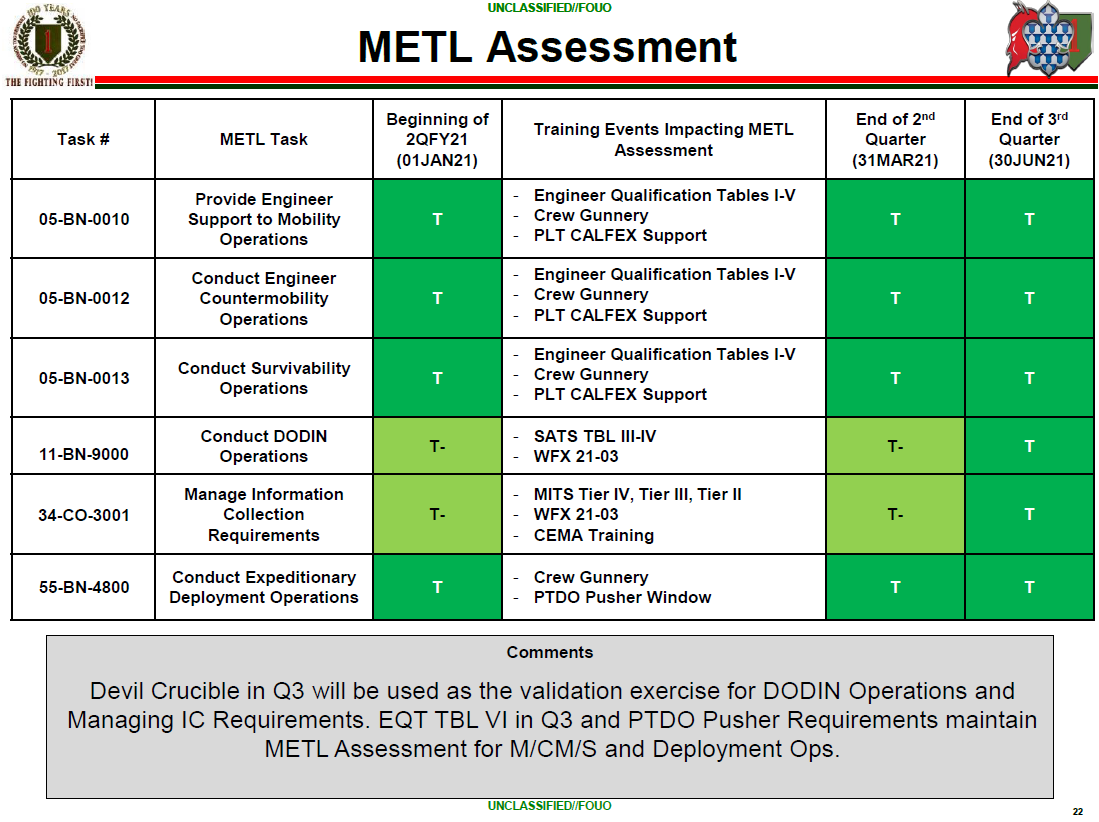 UNCLASSIFIED//FOUO
METL Assessment
100 YEARS
1
1917 - 2017
THE FIGHTING FIRST!
1
Task #
METL Task
Beginning of
2QFY21
(01JAN21)
Training Events Impacting METL
Assessment
End of 2nd
Quarter
(31MAR21)
End of 3rd
Quarter
(30JUN21)
05-BN-0010
Provide Engineer
Support to Mobility
Operations
T
- Engineer Qualification Tables I-V
- Crew Gunnery
- PLT CALFEX Support
T
T
05-BN-0012
Conduct Engineer
Countermobility
Operations
T
- Engineer Qualification Tables I-V
- Crew Gunnery
- PLT CALFEX Support
T
T
05-BN-0013
Conduct Survivability
Operations
T
- Engineer Qualification Tables I-V
- Crew Gunnery
- PLT CALFEX Support
T
T
11-BN-9000
Conduct DODIN
Operations
T-
- SATS TBL III-IV
- WFX 21-03
T-
T
34-CO-3001
Manage Information
Collection
Requirements
T-
- MITS Tier IV, Tier III, Tier II
- WFX 21-03
- CEMA Training
T-
T
55-BN-4800
Conduct Expeditionary
Deployment Operations
T
- Crew Gunnery
- PTDO Pusher Window
T
T
Comments
Devil Crucible in Q3 will be used as the validation exercise for DODIN Operations and
Managing IC Requirements. EQT TBL VI in Q3 and PTDO Pusher Requirements maintain
METL Assessment for M/CM/S and Deployment Ops.
UNCLASSIFIED//FOUO
22